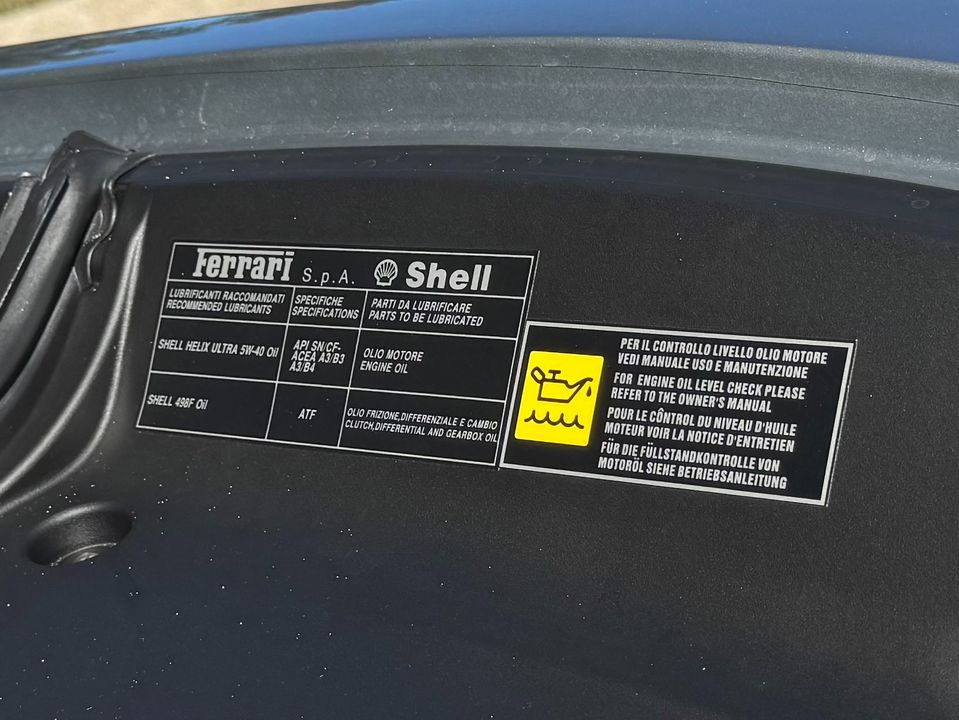 Ferrari S.p.A. Shell
LUBRIFICANTI RACCOMANDATI
RECOMMENDED LUBRICANTS
SPECIFICHE
SPECIFICATIONS
PARTI DA LUBRIFICARE
PARTS TO BE LUBRICATED
SHELL HELIX ULTRA 5W-40 Oil
API SN/CF-
ACEA A3/B3
A3/B4
OLIO MOTORE
ENGINE OIL
SHELL 498F Oil
ATF
OLIO FRIZIONE,DIFFERENZIALE E CAMBIO
CLUTCH,DIFFERENTIAL AND GEARBOX OIL
PER IL CONTROLLO LIVELLO OLIO MOTORE
VEDI MANUALE USO E MANUTENZIONE
FOR ENGINE OIL LEVEL CHECK PLEASE
REFER TO THE OWNER'S MANUAL
POUR LE CÔNTROL DU NIVEAU D'HUILE
MOTEUR VOIR LA NOTICE D'ENTRETIEN
FÜR DIE FÜLLSTANDKONTROLLE VON
MOTORÖL SIEHE BETRIEBSANLEITUNG